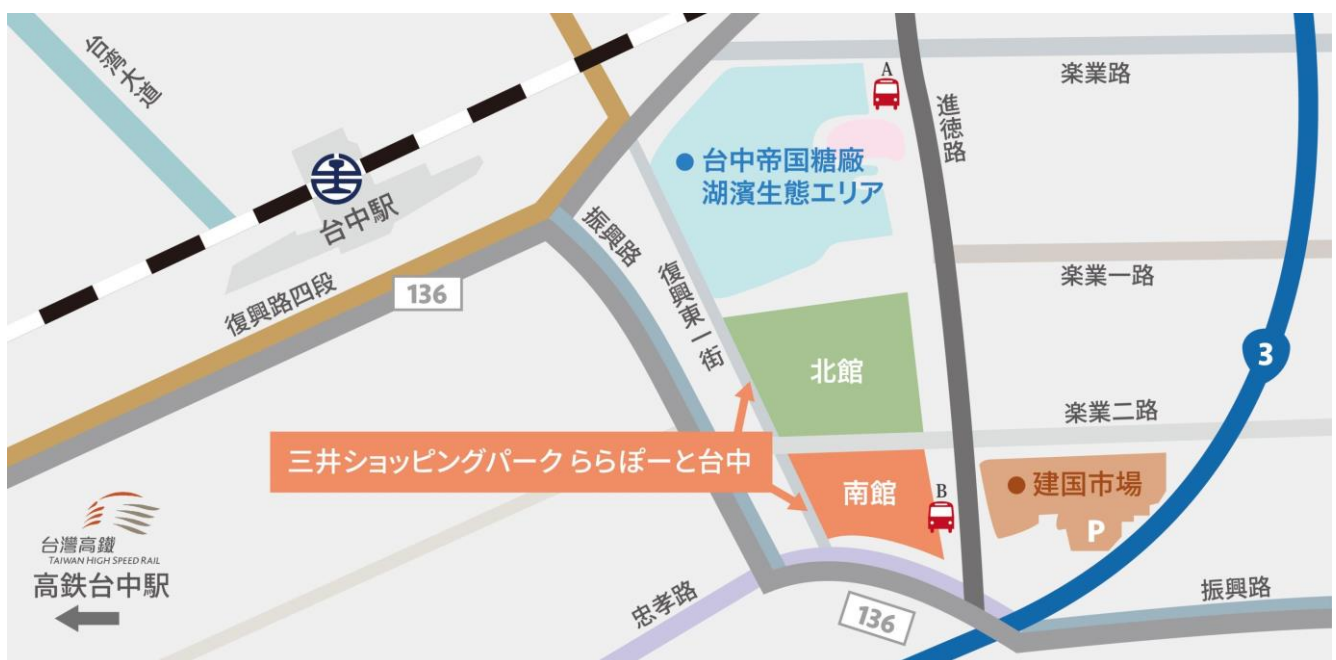 台湾大道
台中駅
復興路四段
136
振興路
復興東一街
楽業路
A
進徳路
台中帝国糖廠
湖濱生態エリア
楽業一路
3
北館
楽業二路
三井ショッピングパーク ららぽーと台中
南館
B
建国市場
P
台灣高鐵
TAIWAN HIGH SPEED RAIL
高鉄台中駅
忠孝路
136
振興路